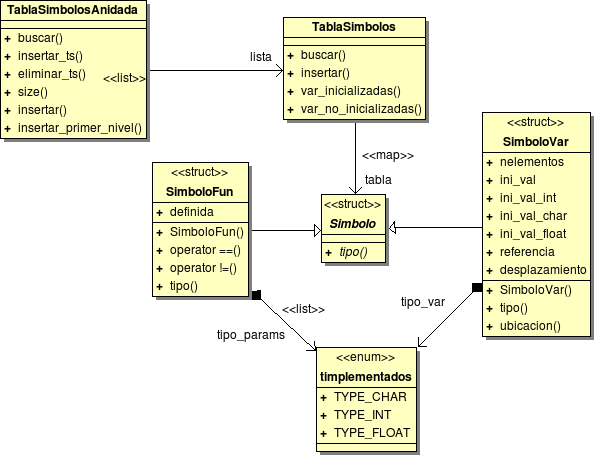 TablaSimbolosAnidada
+ buscar()
+ insertar_ts()
+ eliminar_ts()
+ size()
+ insertar()
+ insertar_primer_nivel()
<<list>>
lista
TablaSimbolos
+ buscar()
+ insertar()
+ var_inicializadas()
+ var_no_inicializadas()
<<map>>
tabla
<<struct>>
SimboloVar
+ nelementos
+ ini_val
+ ini_val_int
+ ini_val_char
+ ini_val_float
+ referencia
+ desplazamiento
+ SimboloVar()
+ tipo()
+ ubicacion()
<<struct>>
SimboloFun
+ definida
+ SimboloFun()
+ operator ==()
+ operator !=()
+ tipo()
<<struct>>
Simbolo
+ tipo()
<<list>>
tipo_params
tipo_var
<<enum>>
timplementados
+ TYPE_CHAR
+ TYPE_INT
+ TYPE_FLOAT